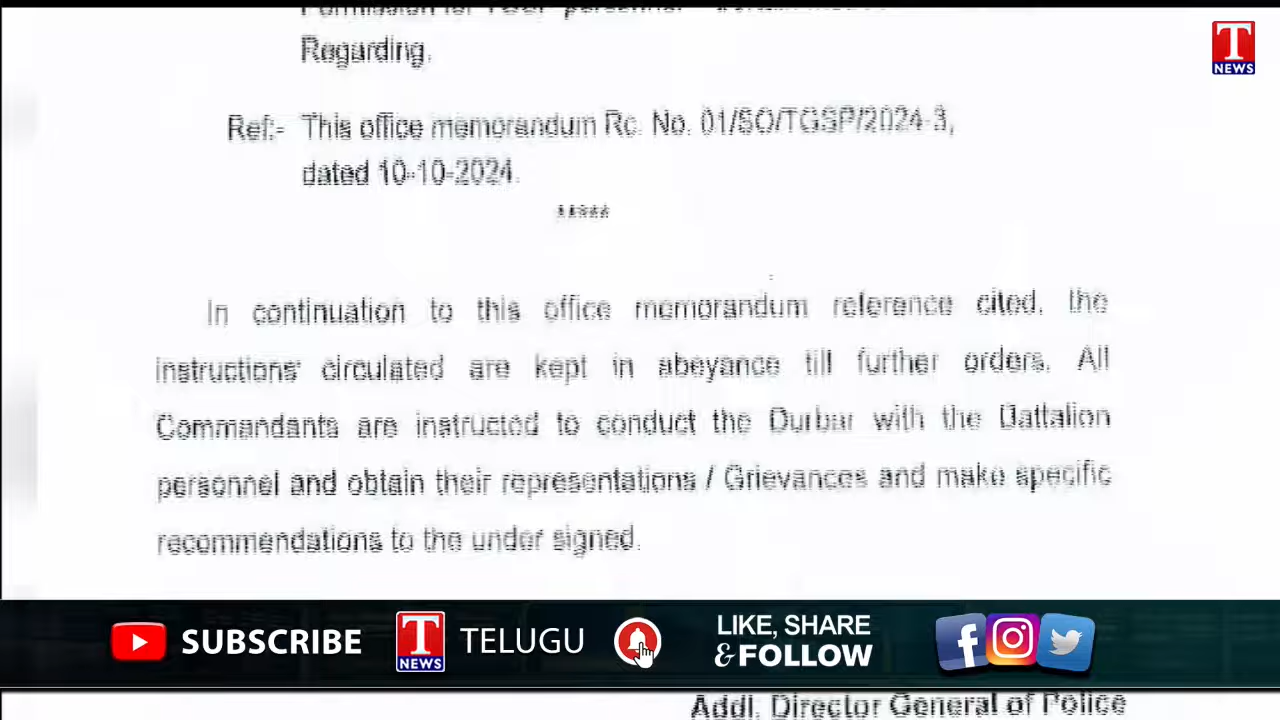 personnel
Regarding.
T
NEWS
Ref:- This office memorandum Rc. No. 01/SO/TGSP/2024-3,
dated 10-10-2024.
*****
In continuation to this office memorandum reference cited, the
instructions circulated are kept in abeyance till further orders. All
Commandants are instructed to conduct the Durbar with the Battalion
personnel and obtain their representations / Grievances and make specific
recommendations to the under signed.
SUBSCRIBE
T
NEWS
TELUGU
LIKE, SHARE
& FOLLOW
Addl. Director General of Police